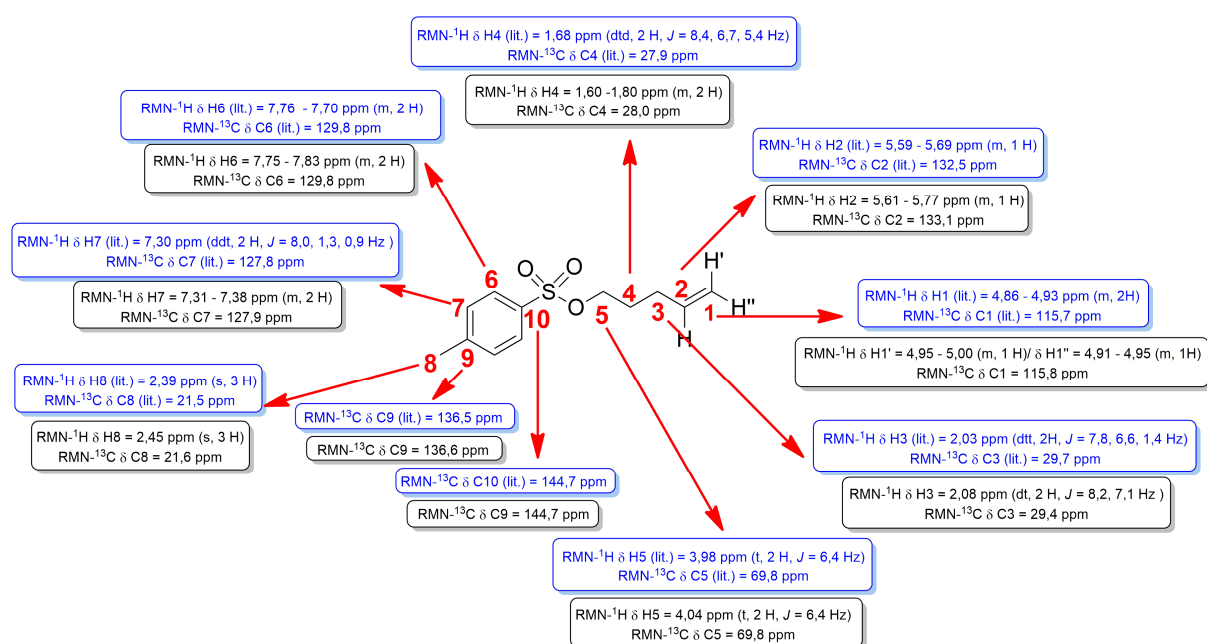 RMN-¹H δ H4 (lit.) = 1,68 ppm (dtd, 2 H, J = 8,4, 6,7, 5,4 Hz)
RMN-¹³C δ C4 (lit.) = 27,9 ppm
RMN-¹H δ H4 = 1,60 -1,80 ppm (m, 2 H)
RMN-¹³C δ C4 = 28,0 ppm
RMN-¹H δ H6 (lit.) = 7,76 - 7,70 ppm (m, 2 H)
RMN-¹³C δ C6 (lit.) = 129,8 ppm
RMN-¹H δ H6 = 7,75 - 7,83 ppm (m, 2 H)
RMN-¹³C δ C6 = 129,8 ppm
RMN-¹H δ H2 (lit.) = 5,59 - 5,69 ppm (m, 1 H)
RMN-¹³C δ C2 (lit.) = 132,5 ppm
RMN-¹H δ H2 = 5,61 - 5,77 ppm (m, 1 H)
RMN-¹³C δ C2 = 133,1 ppm
RMN-¹H δ H7 (lit.) = 7,30 ppm (ddt, 2 H, J = 8,0, 1,3, 0,9 Hz )
RMN-¹³C δ C7 (lit.) = 127,8 ppm
RMN-¹H δ H7 = 7,31 - 7,38 ppm (m, 2 H)
RMN-¹³C δ C7 = 127,9 ppm
O O
S
O
H'
H"
H
6
7
8
9
10
5
4
3
2
1
RMN-¹H δ H1 (lit.) = 4,86 - 4,93 ppm (m, 2H)
RMN-¹³C δ C1 (lit.) = 115,7 ppm
RMN-¹H δ H1' = 4,95 - 5,00 (m, 1 H)/ δ H1'' = 4,91 - 4,95 (m, 1H)
RMN-¹³C δ C1 = 115,8 ppm
RMN-¹H δ H8 (lit.) = 2,39 ppm (s, 3 H)
RMN-¹³C δ C8 (lit.) = 21,5 ppm
RMN-¹H δ H8 = 2,45 ppm (s, 3 H)
RMN-¹³C δ C8 = 21,6 ppm
RMN-¹³C δ C9 (lit.) = 136,5 ppm
RMN-¹³C δ C9 = 136,6 ppm
RMN-¹³C δ C10 (lit.) = 144,7 ppm
RMN-¹³C δ C9 = 144,7 ppm
RMN-¹H δ H3 (lit.) = 2,03 ppm (dtt, 2H, J = 7,8, 6,6, 1,4 Hz)
RMN-¹³C δ C3 (lit.) = 29,7 ppm
RMN-¹H δ H3 = 2,08 ppm (dt, 2 H, J = 8,2, 7,1 Hz )
RMN-¹³C δ C3 = 29,4 ppm
RMN-¹H δ H5 (lit.) = 3,98 ppm (t, 2 H, J = 6,4 Hz)
RMN-¹³C δ C5 (lit.) = 69,8 ppm
RMN-¹H δ H5 = 4,04 ppm (t, 2 H, J = 6,4 Hz)
RMN-¹³C δ C5 = 69,8 ppm